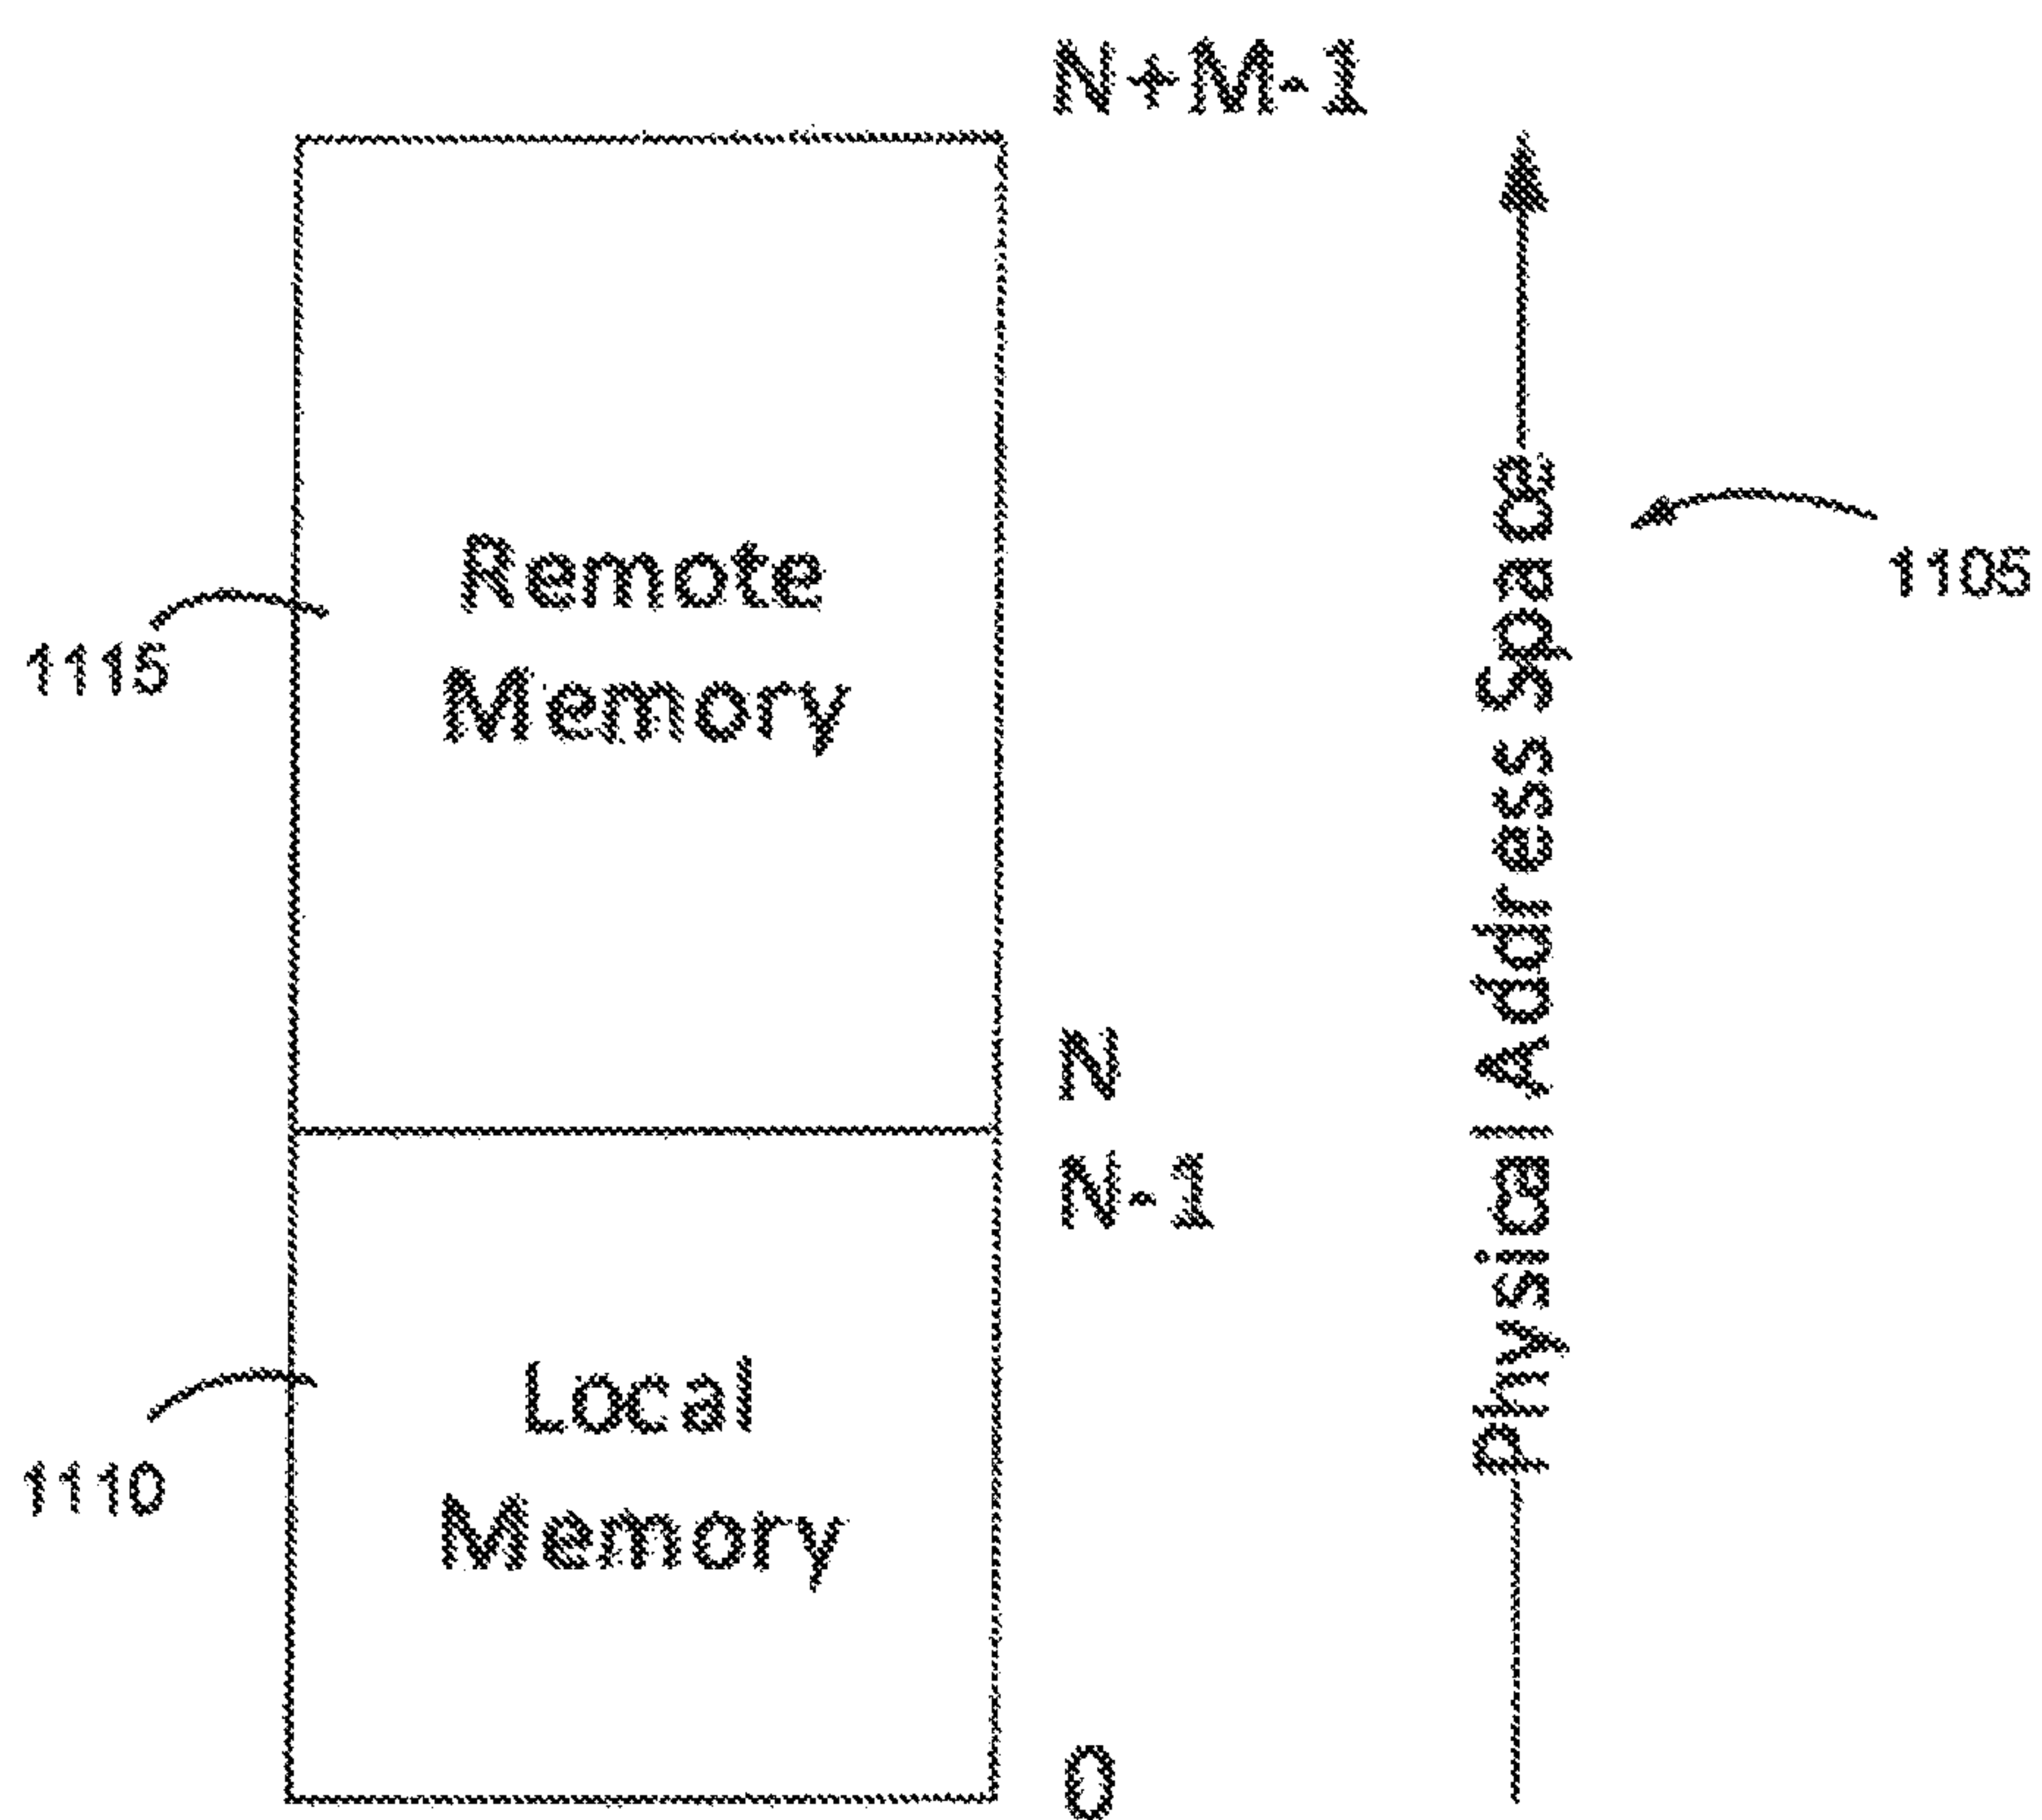 N+M-1
Remote
Memory
1115
1105
Physical Address Space
N
N-1
Local
Memory
1110
0